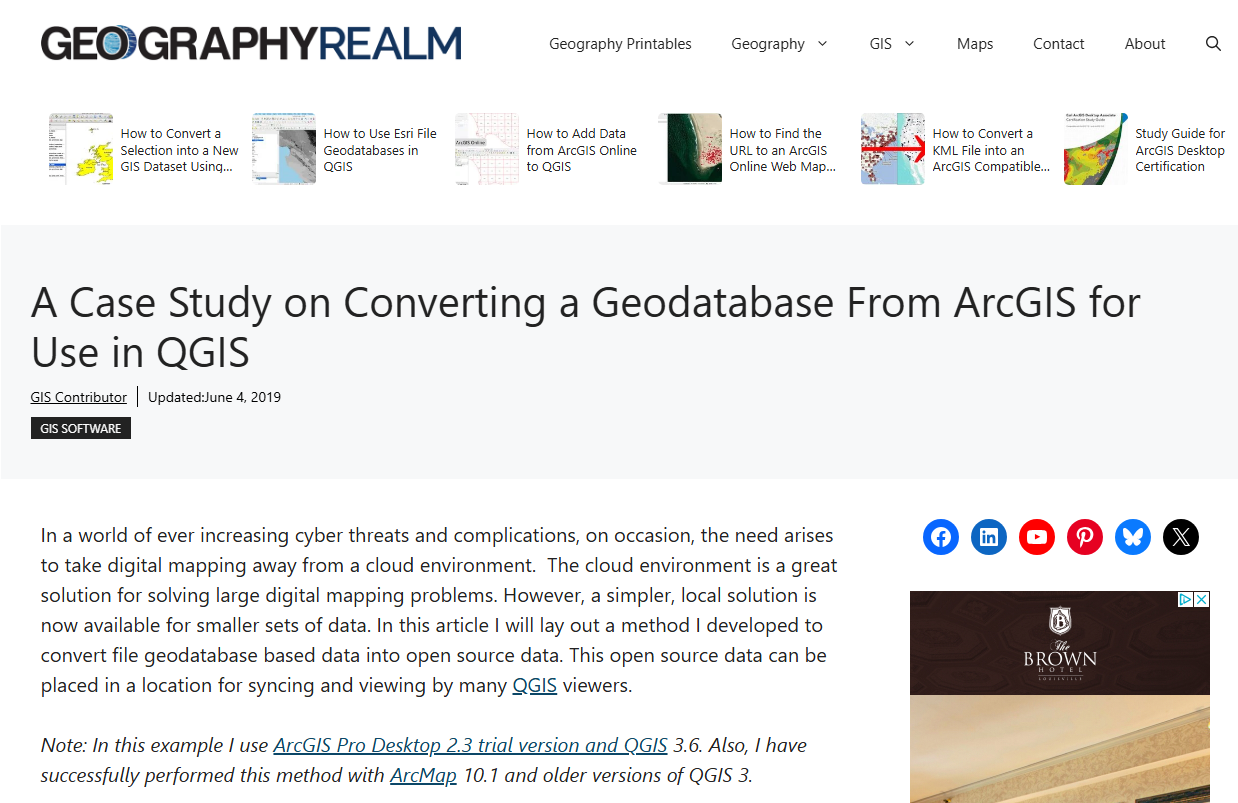 GEOGRAPHYREALM
Geography Printables
Geography
GIS
Maps
Contact
About
How to Convert a
Selection into a New
GIS Dataset Using...
How to Use Esri File
Geodatabases in
QGIS
ArcGIS Online
How to Add Data
from ArcGIS Online
to QGIS
How to Find the
URL to an ArcGIS
Online Web Map...
How to Convert a
KML File into an
ArcGIS Compatible...
Study Guide for
ArcGIS Desktop
Certification
A Case Study on Converting a Geodatabase From ArcGIS for
Use in QGIS
GIS Contributor
Updated:June 4, 2019
GIS SOFTWARE
In a world of ever increasing cyber threats and complications, on occasion, the need arises
to take digital mapping away from a cloud environment.  The cloud environment is a great
solution for solving large digital mapping problems. However, a simpler, local solution is
now available for smaller sets of data. In this article I will lay out a method I developed to
convert file geodatabase based data into open source data. This open source data can be
placed in a location for syncing and viewing by many QGIS viewers.
Note: In this example I use ArcGIS Pro Desktop 2.3 trial version and QGIS 3.6. Also, I have
successfully performed this method with ArcMap 10.1 and older versions of QGIS 3.
B
The
BROWN
HOTEL
LOUISVILLE